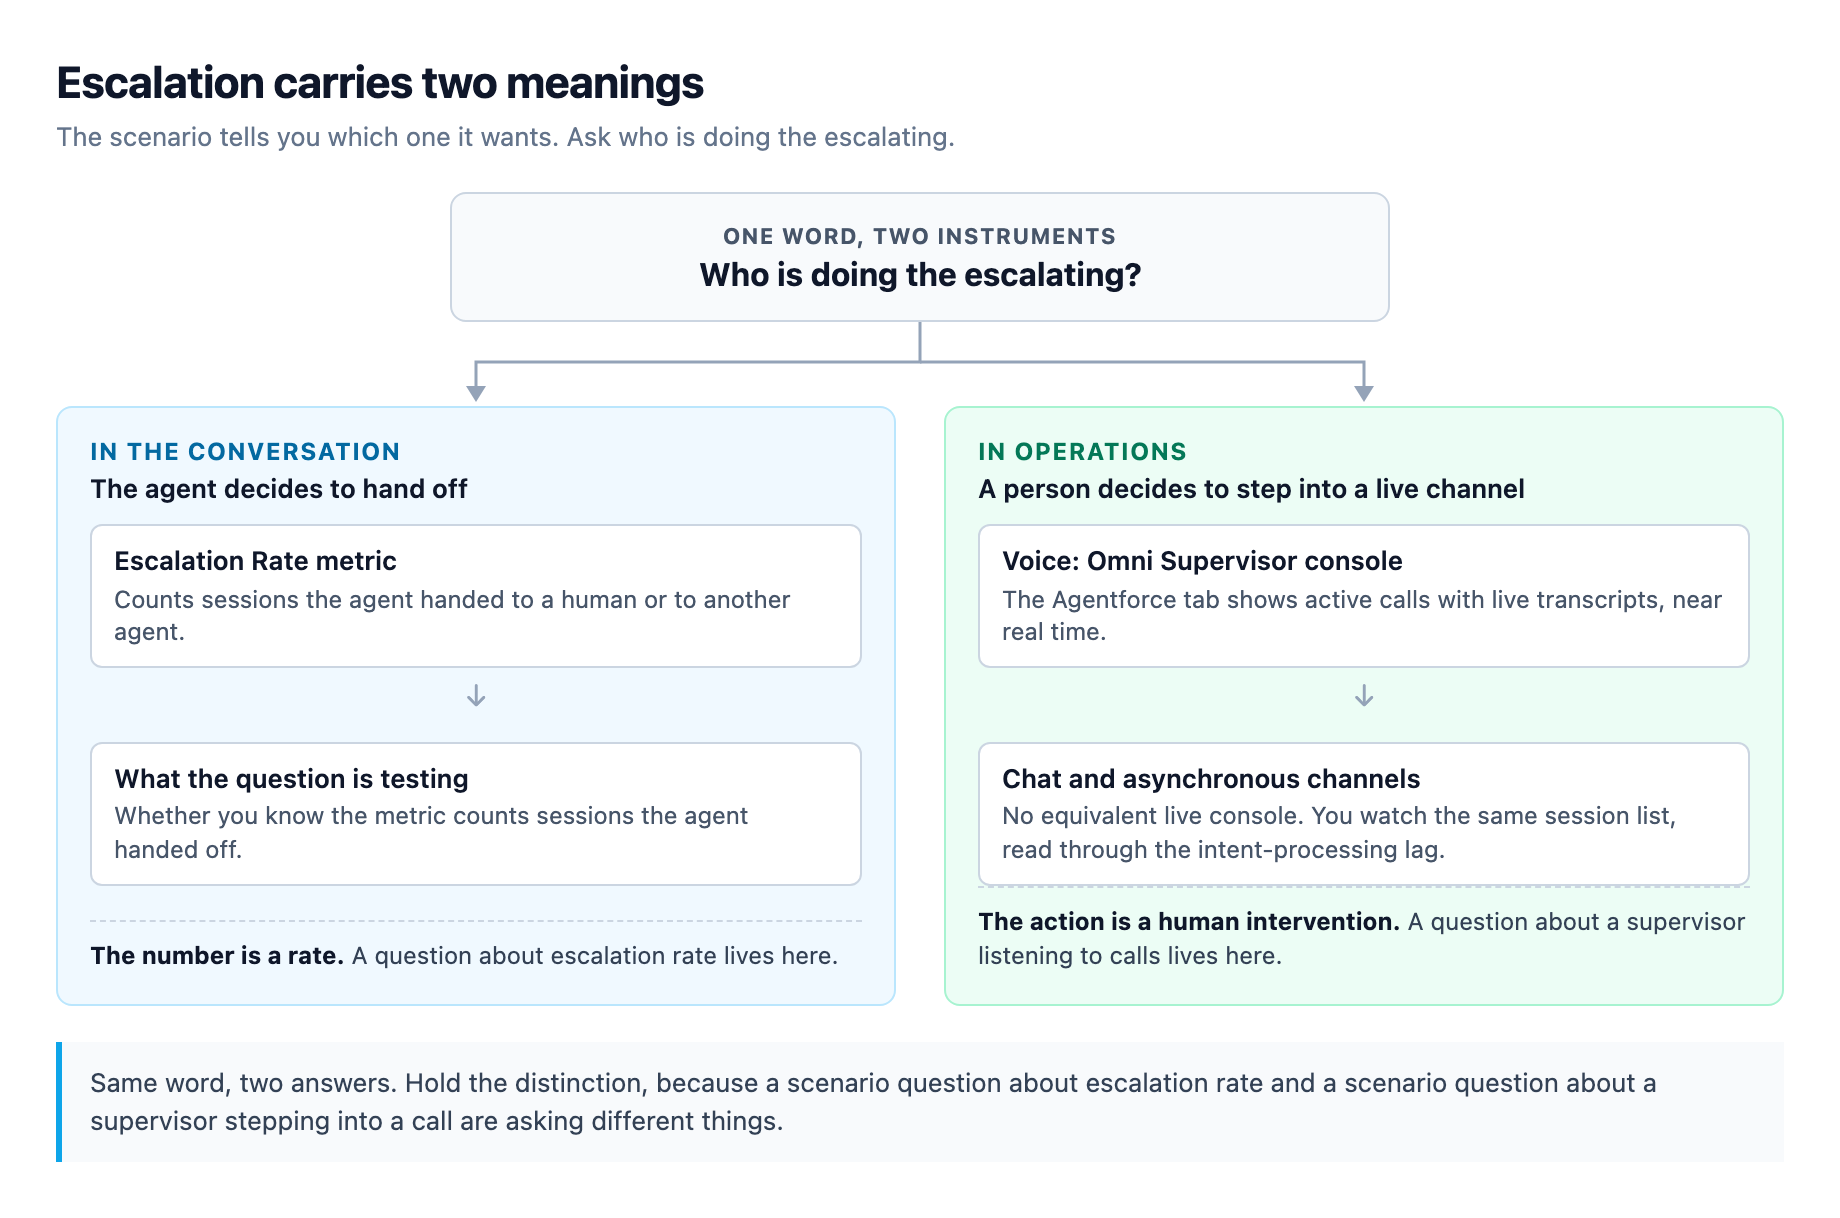 Escalation carries two meanings
The scenario tells you which one it wants. Ask who is doing the escalating.
ONE WORD, TWO INSTRUMENTS
Who is doing the escalating?
IN THE CONVERSATION
The agent decides to hand off
Escalation Rate metric
Counts sessions the agent handed to a human or to another
agent.
What the question is testing
Whether you know the metric counts sessions the agent
handed off.
The number is a rate. A question about escalation rate lives here.
IN OPERATIONS
A person decides to step into a live channel
Voice: Omni Supervisor console
The Agentforce tab shows active calls with live transcripts, near
real time.
Chat and asynchronous channels
No equivalent live console. You watch the same session list,
read through the intent-processing lag.
The action is a human intervention. A question about a supervisor
listening to calls lives here.
Same word, two answers. Hold the distinction, because a scenario question about escalation rate and a scenario question about a
supervisor stepping into a call are asking different things.